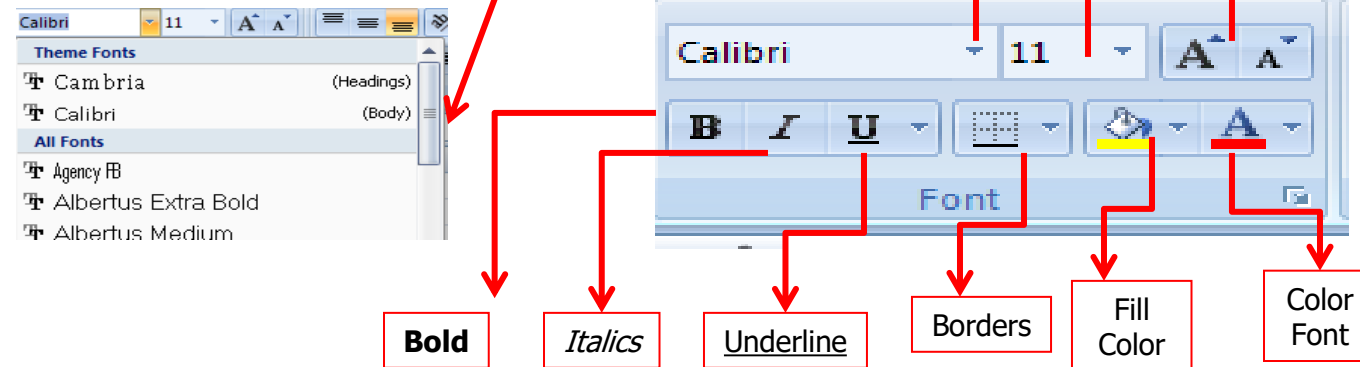 Calibri 11 A A
Theme Fonts
Cambria (Headings)
Calibri (Body)
All Fonts
Agency FB
Albertus Extra Bold
Albertus Medium
Calibri 11 A A
B I U A
Font
Bold
Italics
Underline
Borders
Fill
Color
Color
Font